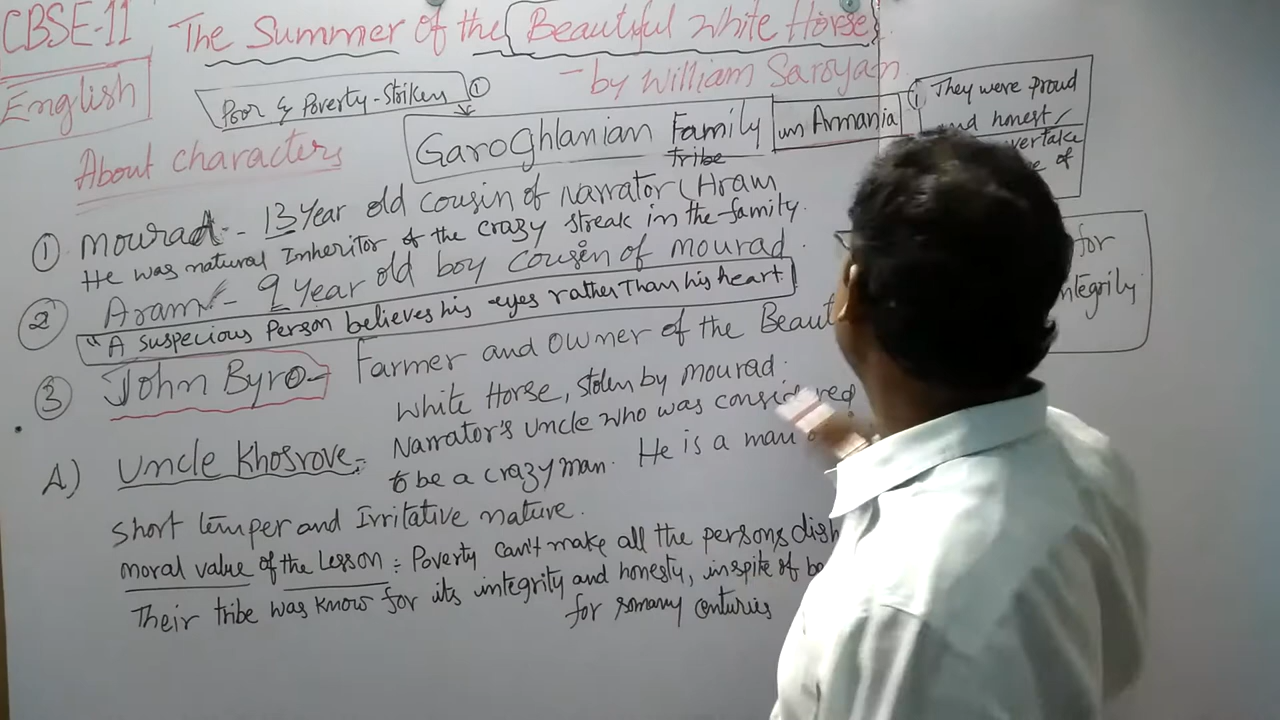 CBSE-11 The Summer of the Beautiful White Horse
English
- by William Saroyan
Poor & Poverty-Striken ①
Garoghlanian Family
Tribe
in Armania
① They were proud
and honest
About characters
① Mourad - 13 Year old cousin of Narrator (Aram
He was natural Inheritor of the crazy streak in the family.
② Aram - 9 Year old boy cousin of mourad.
"A suspecious Person believes his eyes rather Than his heart.
③ John Byro - Farmer and owner of the
White Horse, stolen by mourad.
A) Uncle Khosrove - Narrator's uncle who was considered
to be a crazy man. He is a man
short temper and Irritative nature.
moral value of the Lesson : Poverty can't make all the persons
Their tribe was know for its integrity and honesty, inspite of
for so many centuries
for